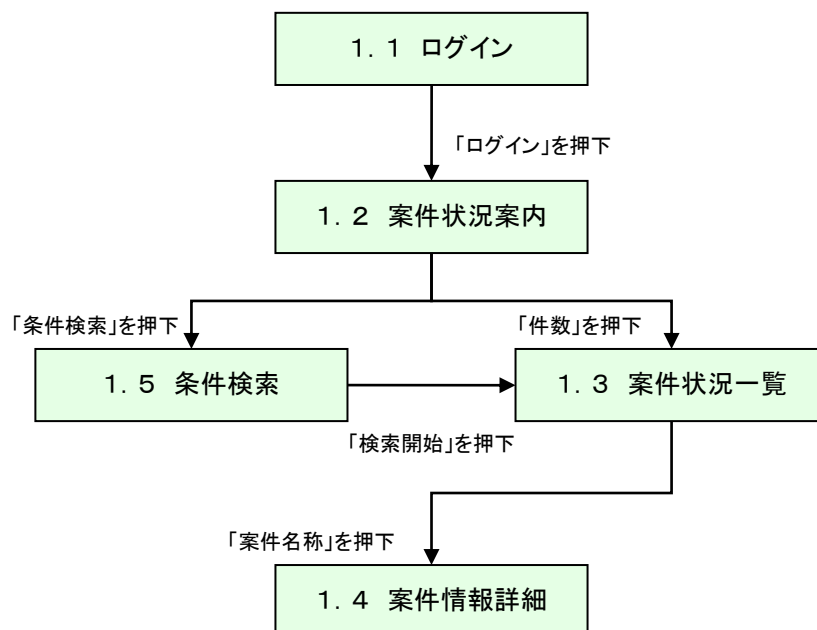 １．１　ログイン
「ログイン」を押下
１．２　案件状況案内
「条件検索」を押下
「件数」を押下
１．５　条件検索
１．３　案件状況一覧
「検索開始」を押下
「案件名称」を押下
１．４　案件情報詳細